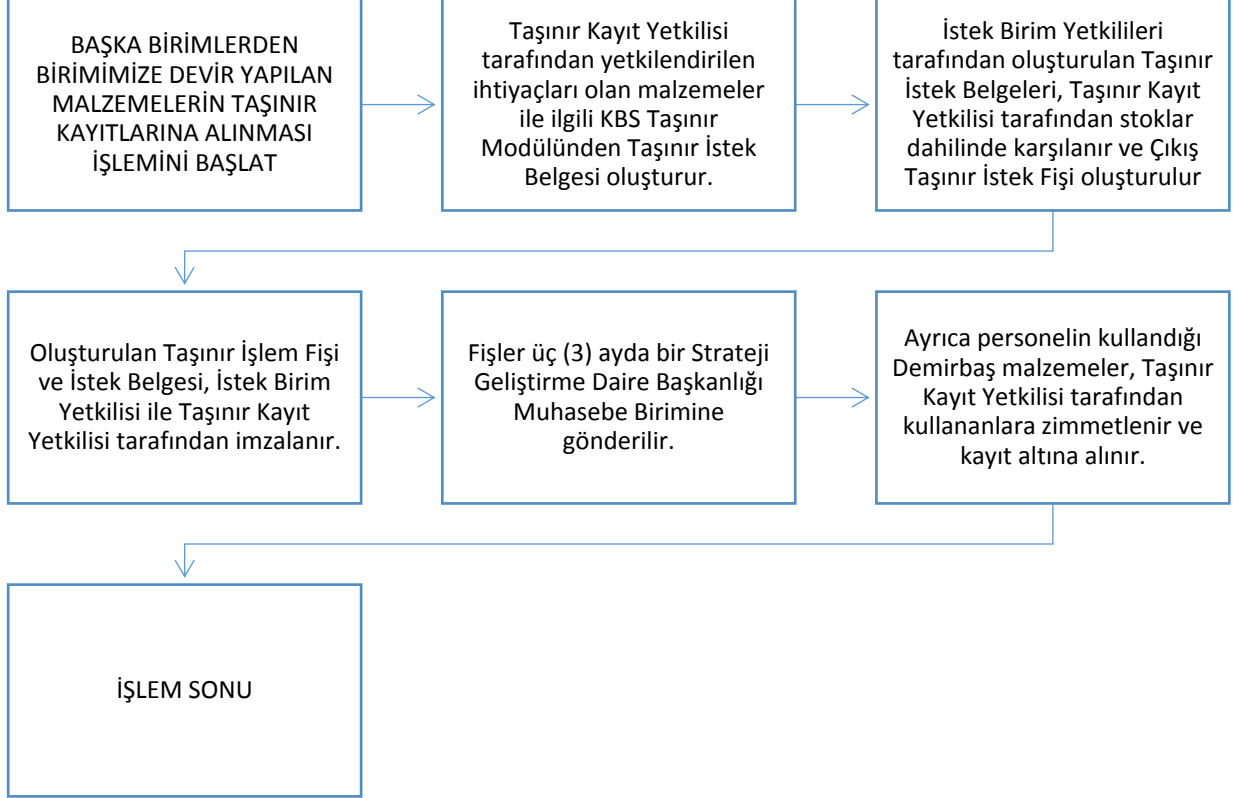 BAŞKA BİRİMLERDEN
BİRİMİMİZE DEVİR YAPILAN
MALZEMELERİN TAŞINIR
KAYITLARINA ALINMASI
İŞLEMİNİ BAŞLAT
Taşınır Kayıt Yetkilisi
tarafından yetkilendirilen
ihtiyaçları olan malzemeler
ile ilgili KBS Taşınır
Modülünden Taşınır İstek
Belgesi oluşturur.
İstek Birim Yetkilileri
tarafından oluşturulan Taşınır
İstek Belgeleri, Taşınır Kayıt
Yetkilisi tarafından stoklar
dahilinde karşılanır ve Çıkış
Taşınır İstek Fişi oluşturulur
Oluşturulan Taşınır İşlem Fişi
ve İstek Belgesi, İstek Birim
Yetkilisi ile Taşınır Kayıt
Yetkilisi tarafından imzalanır.
Fişler üç (3) ayda bir Strateji
Geliştirme Daire Başkanlığı
Muhasebe Birimine
gönderilir.
Ayrıca personelin kullandığı
Demirbaş malzemeler, Taşınır
Kayıt Yetkilisi tarafından
kullananlara zimmetlenir ve
kayıt altına alınır.
İŞLEM SONU